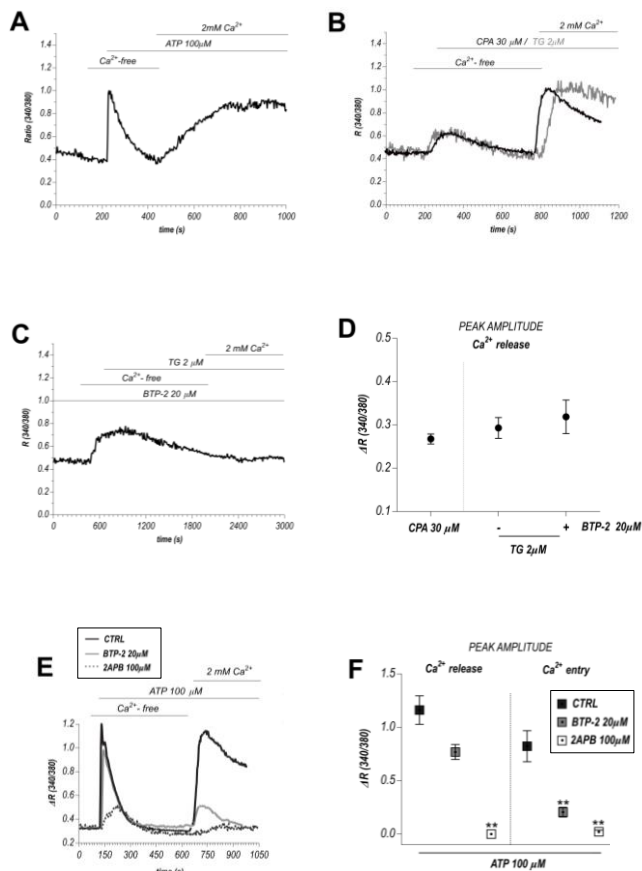 A
2mM Ca²⁺
ATP 100µM
Ca²⁺-free
1.4
1.2
1.0
0.8
0.6
0.4
0.2
Ratio (340/380)
0
200
400
600
800
1000
time (s)
B
2 mM Ca²⁺
CPA 30 µM / TG 2µM
Ca²⁺- free
1.4
1.2
1.0
0.8
0.6
0.4
0.2
R (340/380)
0
200
400
600
800
1000
1200
time (s)
C
2 mM Ca²⁺
TG 2 µM
Ca²⁺- free
BTP-2 20 µM
1.4
1.2
1.0
0.8
0.6
0.4
0.2
0.0
R (340/380)
0
600
1200
1800
2400
3000
time (s)
D
PEAK AMPLITUDE
Ca²⁺ release
0.5
0.4
0.3
0.2
0.1
ΔR (340/380)
CPA 30 µM
-
+
BTP-2 20µM
TG 2µM
CTRL
BTP-2 20µM
2APB 100µM
E
2 mM Ca²⁺
ATP 100 µM
Ca²⁺- free
1.2
1.0
0.8
0.6
0.4
0.2
ΔR (340/380)
0
150
300
450
600
750
900
1050
time (s)
PEAK AMPLITUDE
F
Ca²⁺ release
Ca²⁺ entry
CTRL
BTP-2 20µM
2APB 100µM
1.5
1.0
0.5
0.0
ΔR (340/380)
**
**
**
ATP 100 µM